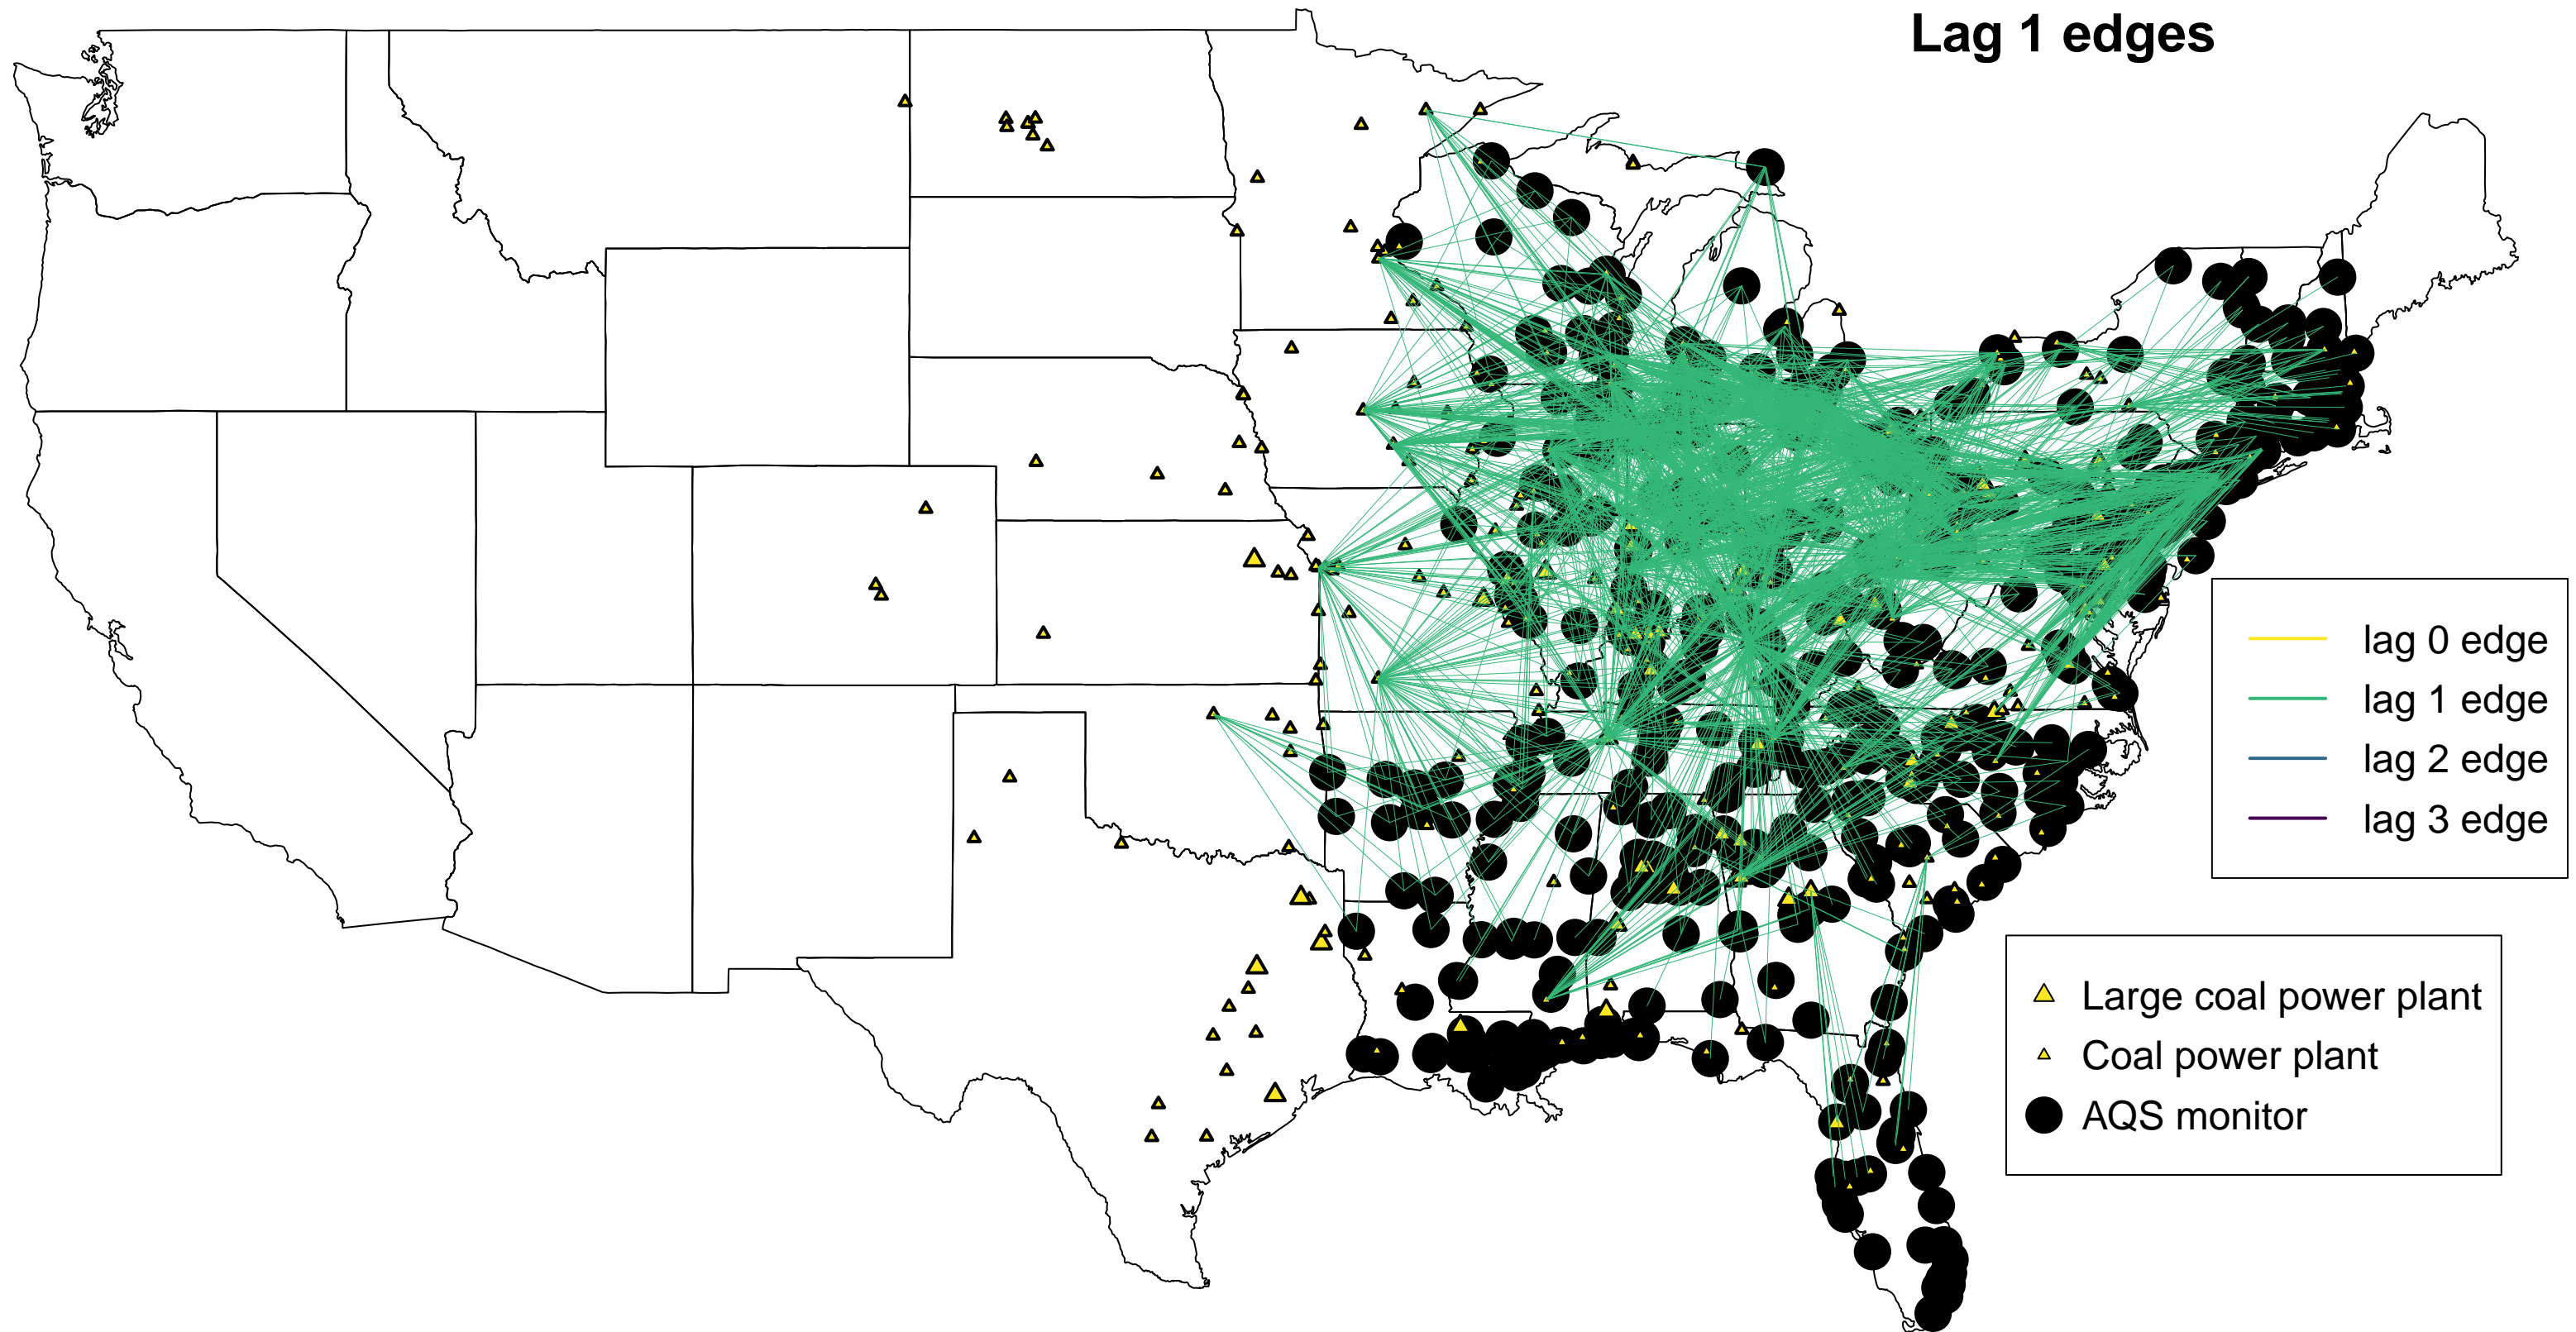 Lag 1 edges
lag 0 edge
lag 1 edge
lag 2 edge
lag 3 edge
Large coal power plant
Coal power plant
AQS monitor